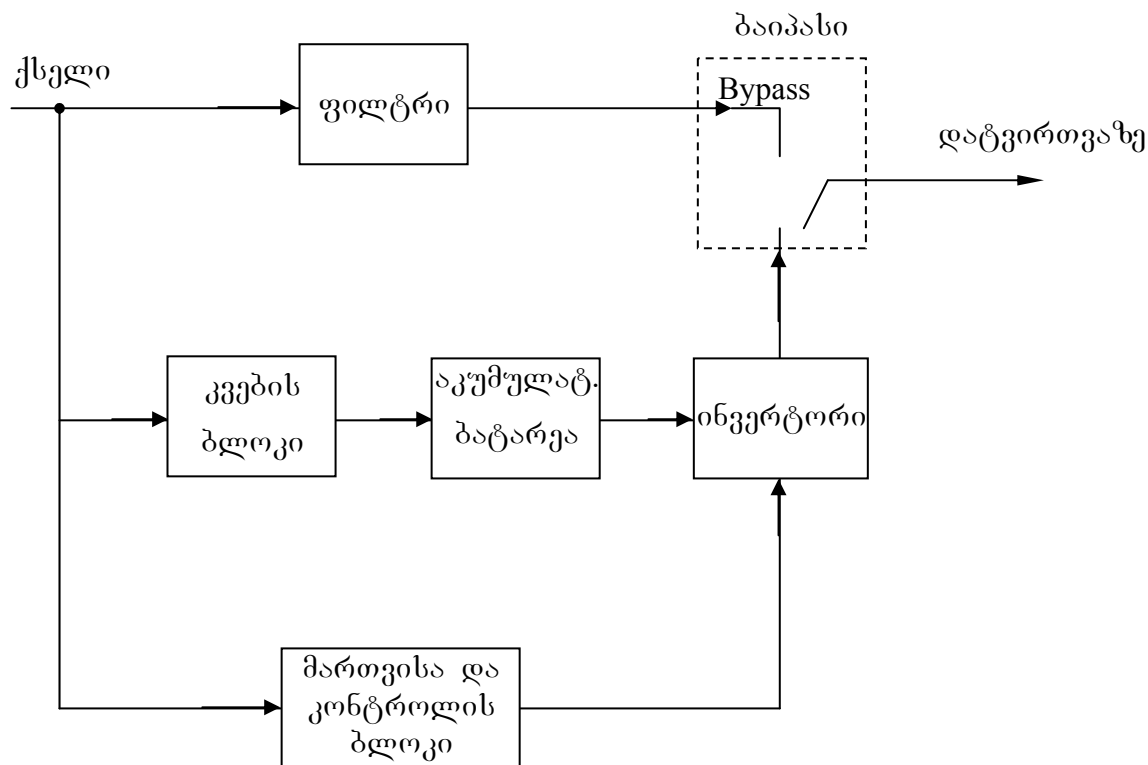 ბაიპასი
ქსელი
Bypass
ფილტრი
დატვირთვაზე
კვების
ბლოკი
აკუმულატ.
ბატარეა
ინვერტორი
მართვისა და
კონტროლის
ბლოკი